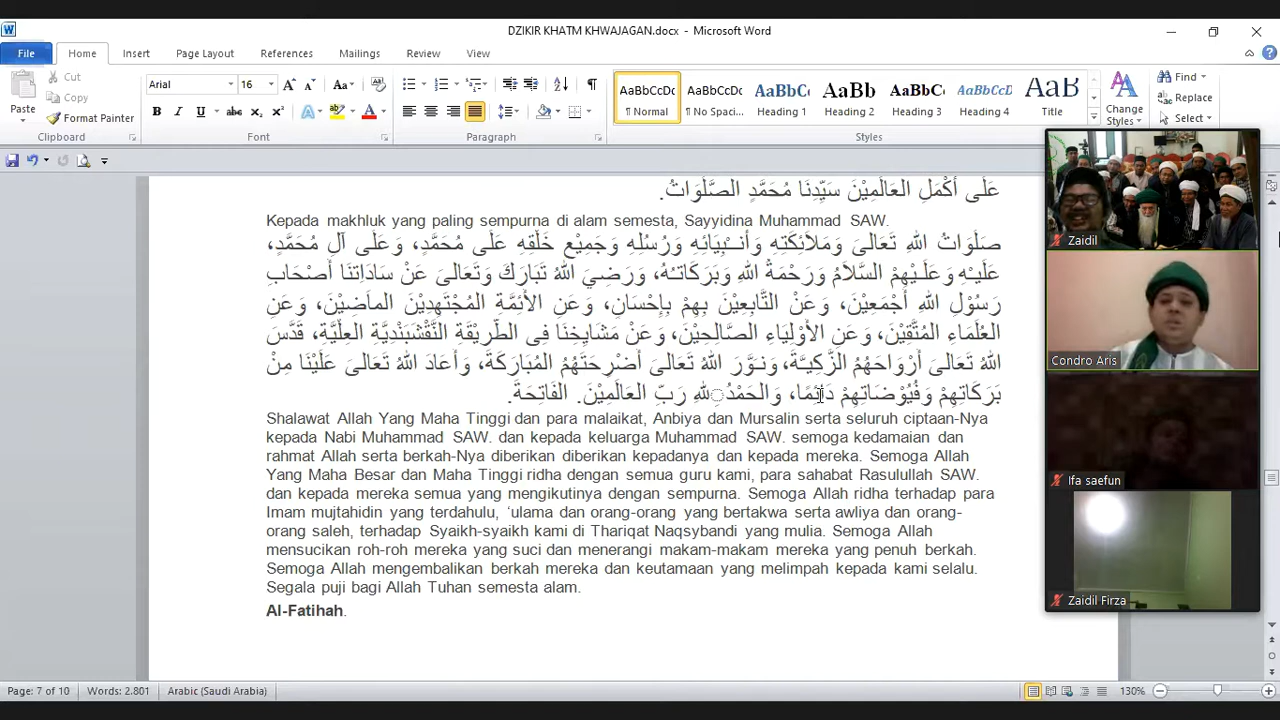 DZIKIR KHATM KHWAJAGAN.docx - Microsoft Word
File Home Insert Page Layout References Mailings Review View
Paste
Cut
Copy
Format Painter
Clipboard
Arial 16
Font
Paragraph
AaBbCcDc AaBbCcDc AaBbC AaBb AaBbC AaBbCcD AaB
¶ Normal ¶ No Spaci... Heading 1 Heading 2 Heading 3 Heading 4 Title
Styles
Change Styles
Find
Replace
Select
عَلَى أَكْمَلِ العَالَمِيْنَ سَيِّدِنَا مُحَمَّدٍ الصَّلَوَاتُ.
Kepada makhluk yang paling sempurna di alam semesta, Sayyidina Muhammad SAW.
صَلَوَاتُ اللهِ تَعَالَى وَمَلاَئِكَتِهِ وَأَنْبِيَائِهِ وَرُسُلِهِ وَجَمِيْعِ خَلْقِهِ عَلَى مُحَمَّدٍ، وَعَلَى آلِ مُحَمَّدٍ،
عَلَيْهِ وَعَلَيْهِمْ السَّلاَمُ وَرَحْمَةُ اللهِ وَبَرَكَاتُهُ، وَرَضِيَ اللهُ تَبَارَكَ وَتَعَالَى عَنْ سَادَاتِنَا أَصْحَابِ
رَسُوْلِ اللهِ أَجْمَعِيْنَ، وَعَنْ التَّابِعِيْنَ بِهِمْ بِإِحْسَانٍ، وَعَنِ الأَئِمَّةِ المُجْتَهِدِيْنَ المَاضِيْنَ، وَعَنِ
العُلَمَاءِ المُتَّقِيْنَ، وَعَنِ الأَوْلِيَاءِ الصَّالِحِيْنَ، وَعَنْ مَشَايِخِنَا فِى الطَّرِيْقَةِ النَّقْشَبَنْدِيَّةِ العِلِيَّةِ، قَدَّسَ
اللهُ تَعَالَى أَرْوَاحَهُمُ الزَّكِيَّةَ، وَنَوَّرَ اللهُ تَعَالَى أَضْرِحَتَهُمُ المُبَارَكَةَ، وَأَعَادَ اللهُ تَعَالَى عَلَيْنَا مِنْ
بَرَكَاتِهِمْ وَفُيُوْضَاتِهِمْ دَائِمًا، وَالحَمْدُ ِللهِ رَبِّ العَالَمِيْنَ. الفَاتِحَةَ.
Shalawat Allah Yang Maha Tinggi dan para malaikat, Anbiya dan Mursalin serta seluruh ciptaan-Nya
kepada Nabi Muhammad SAW. dan kepada keluarga Muhammad SAW. semoga kedamaian dan
rahmat Allah serta berkah-Nya diberikan diberikan kepadanya dan kepada mereka. Semoga Allah
Yang Maha Besar dan Maha Tinggi ridha dengan semua guru kami, para sahabat Rasulullah SAW.
dan kepada mereka semua yang mengikutinya dengan sempurna. Semoga Allah ridha terhadap para
Imam mujtahidin yang terdahulu, ‘ulama dan orang-orang yang bertakwa serta awliya dan orang-
orang saleh, terhadap Syaikh-syaikh kami di Thariqat Naqsybandi yang mulia. Semoga Allah
mensucikan roh-roh mereka yang suci dan menerangi makam-makam mereka yang penuh berkah.
Semoga Allah mengembalikan berkah mereka dan keutamaan yang melimpah kepada kami selalu.
Segala puji bagi Allah Tuhan semesta alam.
Al-Fatihah.
Zaidil
Condro Aris
Ifa saefun
Zaidil Firza
Page: 7 of 10 Words: 2.801 Arabic (Saudi Arabia) 130%